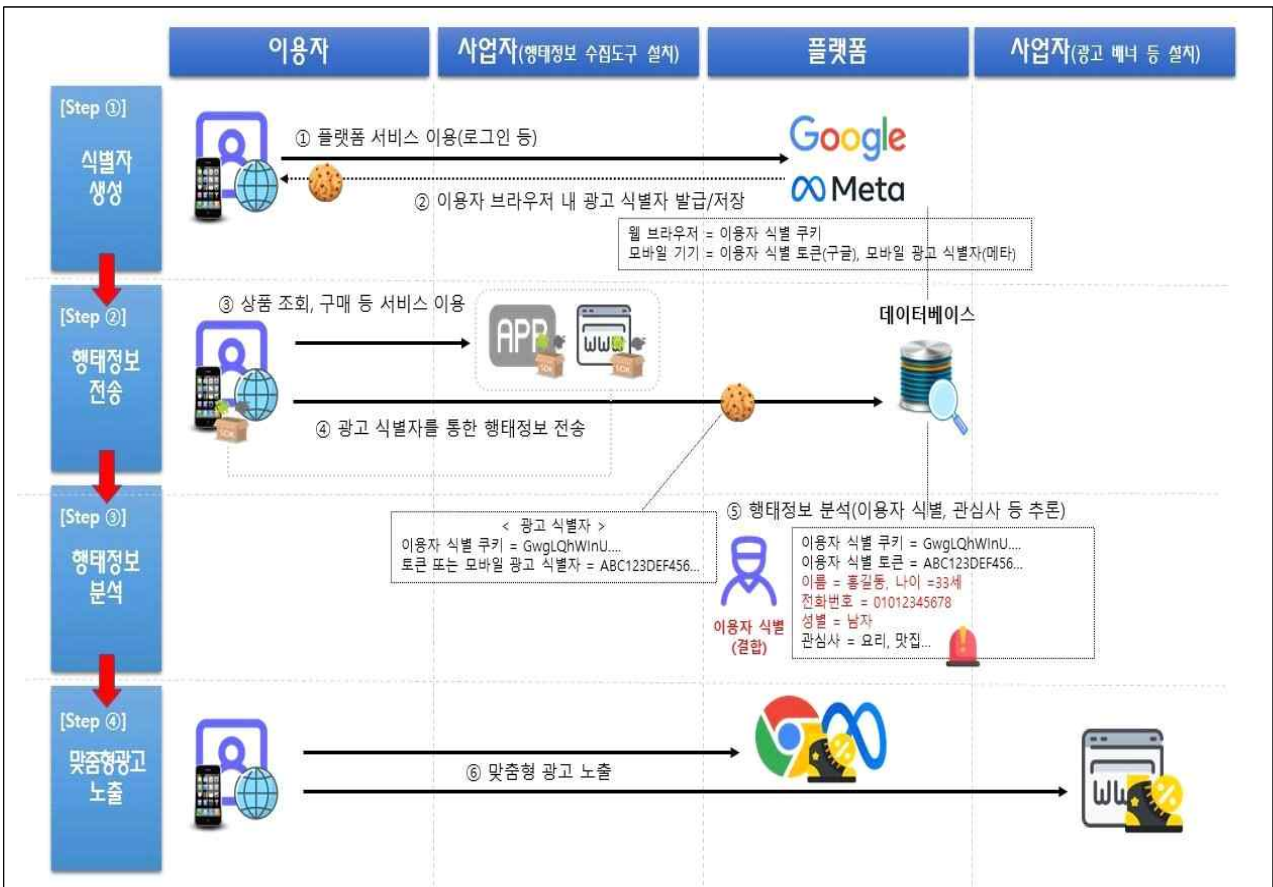 이용자
사업자(행태정보 수집도구 설치)
플랫폼
사업자(광고 배너 등 설치)
[Step ①]
식별자
생성
① 플랫폼 서비스 이용(로그인 등)
Google
Meta
② 이용자 브라우저 내 광고 식별자 발급/저장
웹 브라우저 = 이용자 식별 쿠키
모바일 기기 = 이용자 식별 토큰(구글), 모바일 광고 식별자(메타)
[Step ②]
행태정보
전송
③ 상품 조회, 구매 등 서비스 이용
APP
WWW
SDK
SDK
데이터베이스
SDK
④ 광고 식별자를 통한 행태정보 전송
[Step ③]
행태정보
분석
< 광고 식별자 >
이용자 식별 쿠키 = GwgLQhWInU....
토큰 또는 모바일 광고 식별자 = ABC123DEF456...
⑤ 행태정보 분석(이용자 식별, 관심사 등 추론)
이용자 식별 쿠키 = GwgLQhWInU....
이용자 식별 토큰 = ABC123DEF456...
이름 = 홍길동, 나이 =33세
전화번호 = 01012345678
성별 = 남자
관심사 = 요리, 맛집...
이용자 식별
(결합)
[Step ④]
맞춤형광고
노출
⑥ 맞춤형 광고 노출
WWW